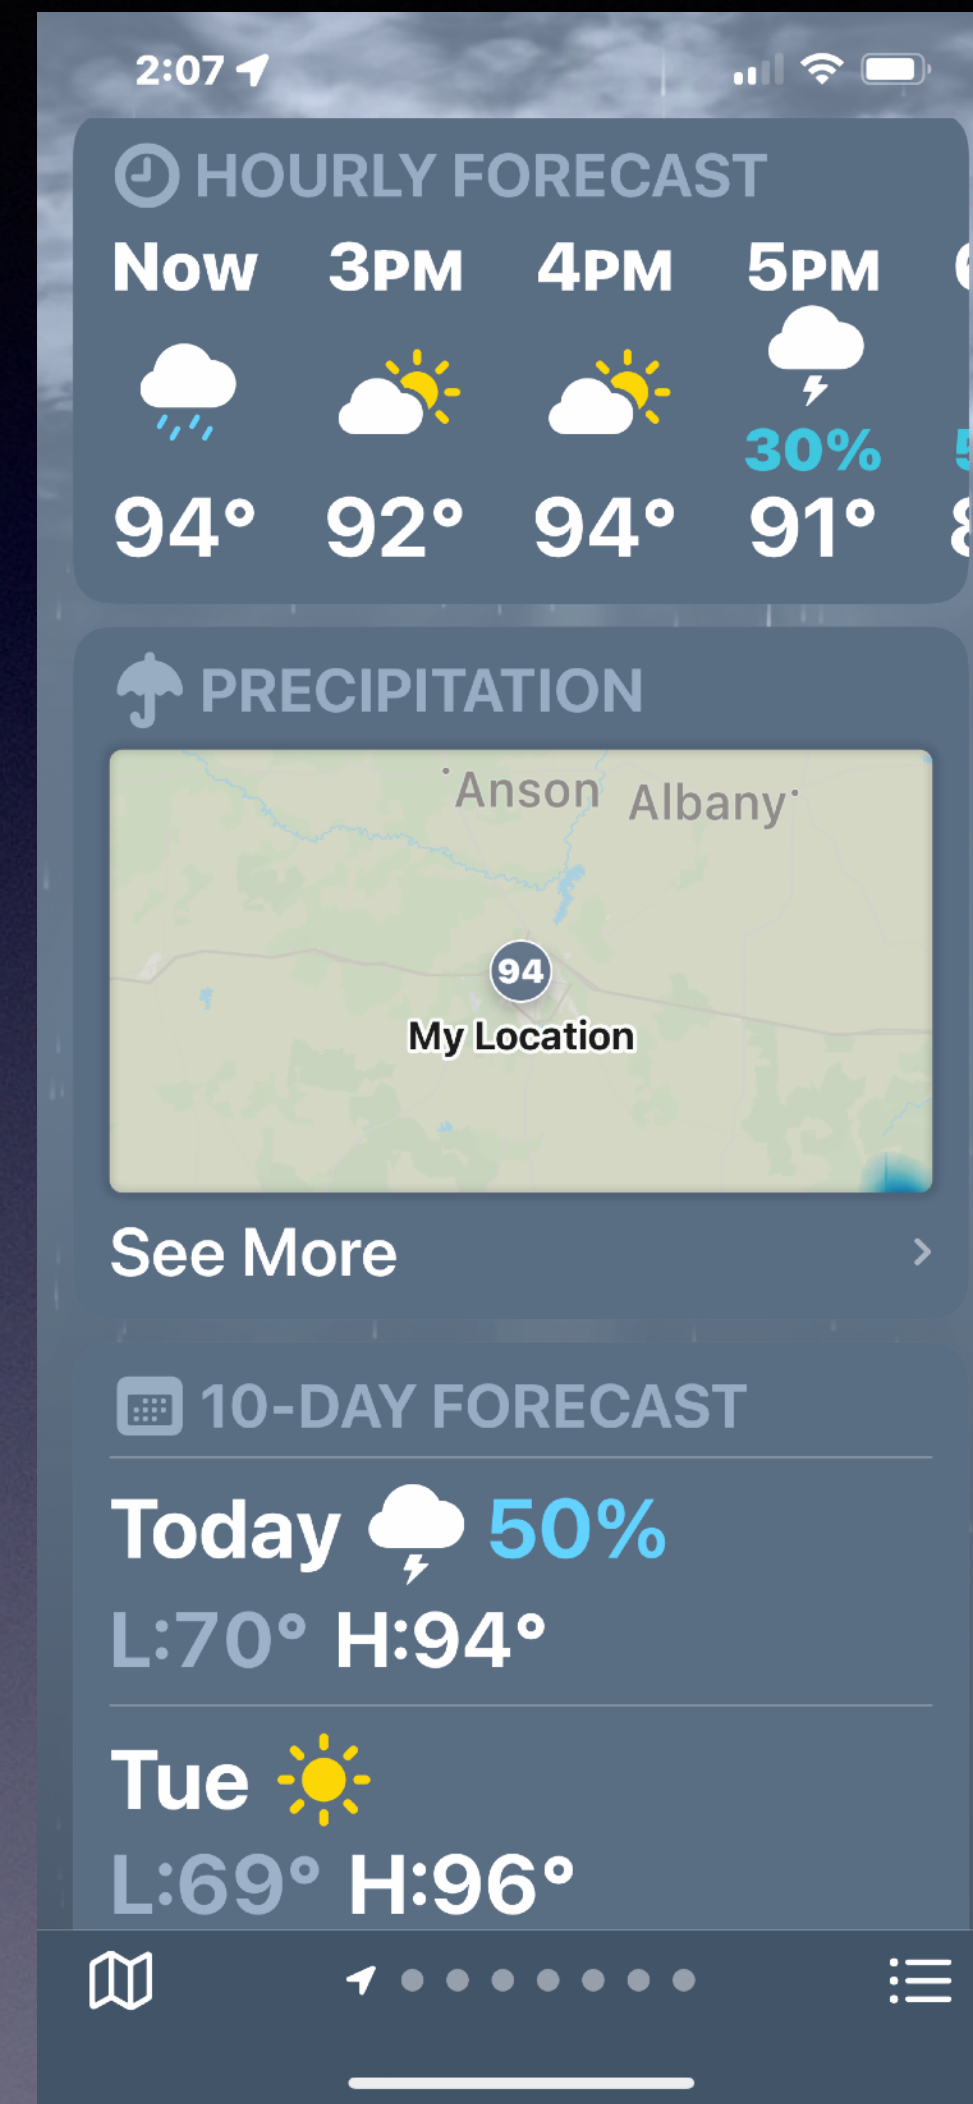 2:07
HOURLY FORECAST
Now 3PM 4PM 5PM
30%
94° 92° 94° 91°
PRECIPITATION
Anson Albany
94
My Location
See More
10-DAY FORECAST
Today 50%
L:70° H:94°
Tue
L:69° H:96°